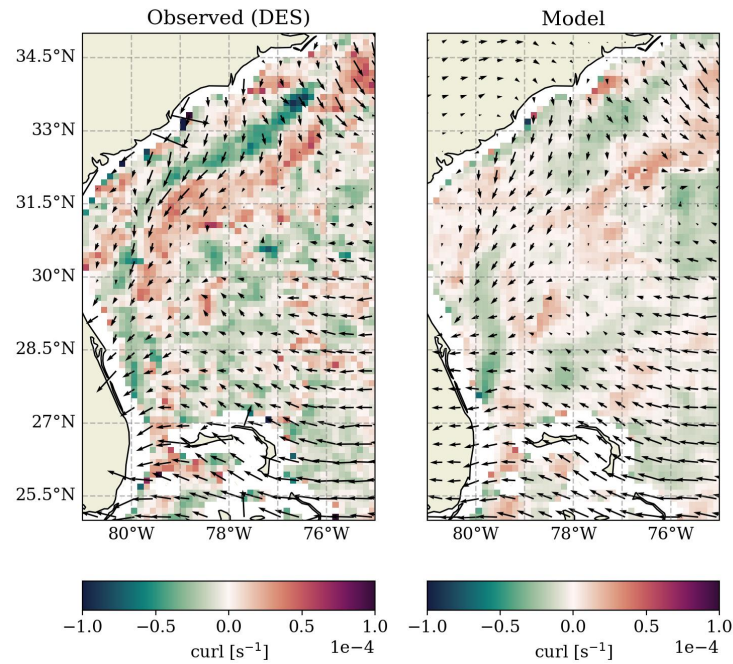 Observed (DES)
Model
34.5°N
33°N
31.5°N
30°N
28.5°N
27°N
25.5°N
80°W 78°W 76°W
80°W 78°W 76°W
−1.0 −0.5 0.0 0.5 1.0
−1.0 −0.5 0.0 0.5 1.0
curl [s⁻¹] 1e−4
curl [s⁻¹] 1e−4